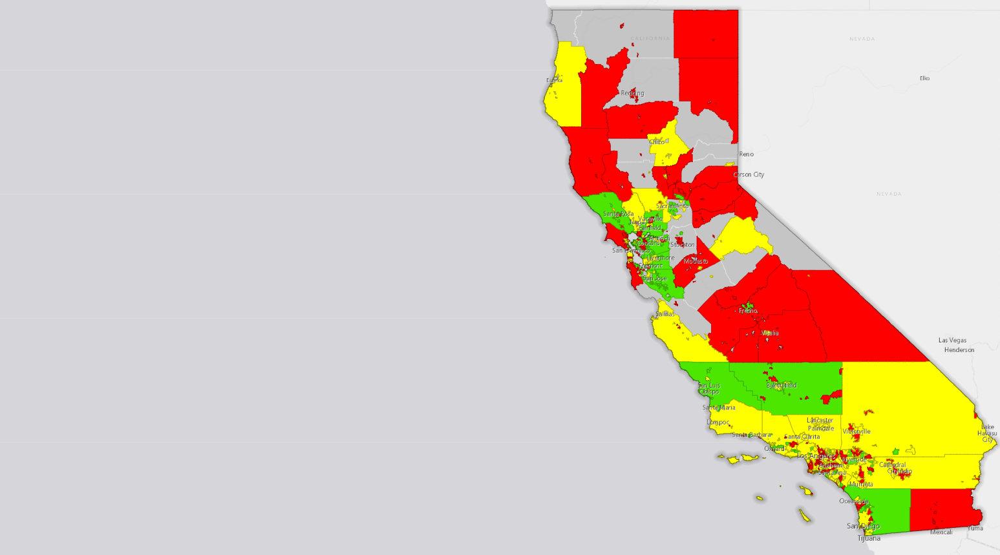 CALIFORNIA
NEVADA
Elko
Eureka
Redding
Chico
Reno
Carson City
NEVADA
Sacramento
Santa Rosa
Vacaville
Napa
Fairfield
Antioch
Concord
Stockton
San Francisco
Livermore
Modesto
Fremont
San Jose
Fresno
Salinas
Visalia
Las Vegas
Henderson
San Luis
Obispo
Bakersfield
Santa Maria
Lompoc
Lancaster
Palmdale
Victorville
Lake
Havasu
City
Santa Barbara
Santa Clarita
Oxnard
Los Angeles
Riverside
Anaheim
Cathedral
City
Indio
Santa Ana
Murrieta
Oceanside
San Diego
Tijuana
Mexicali
Yuma